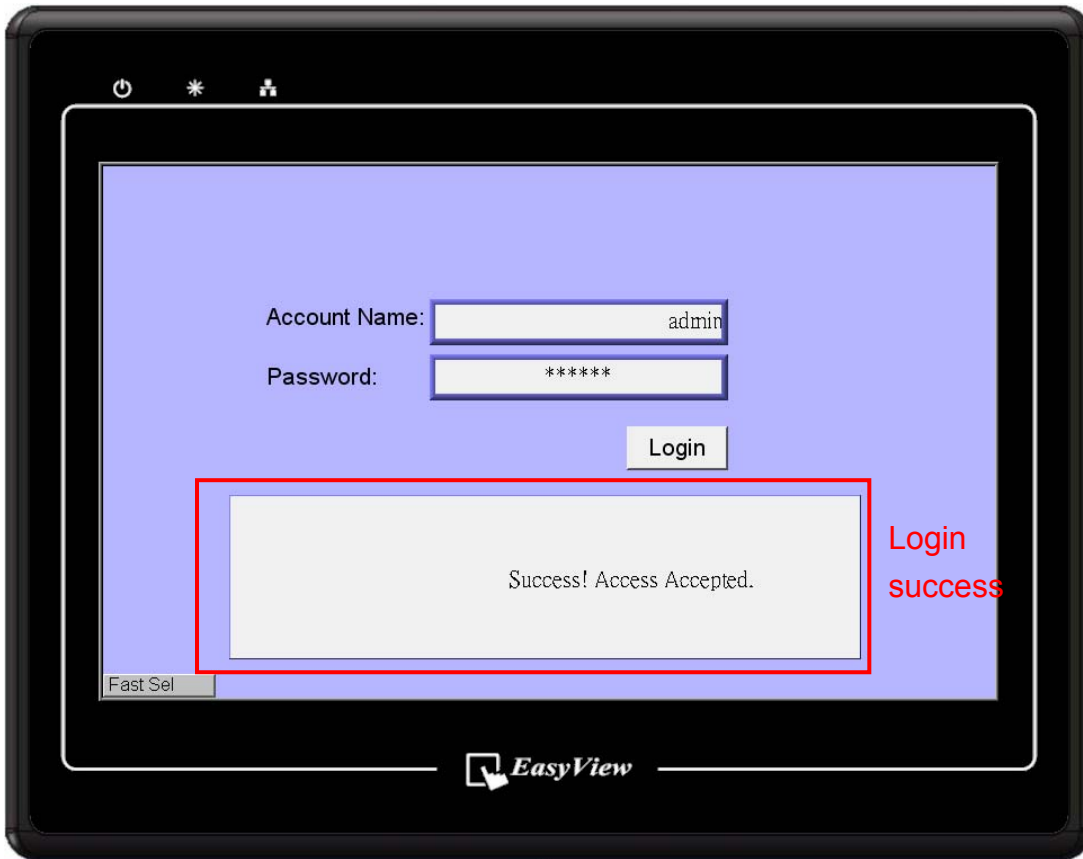 Account Name:
admin
Password:
******
Login
Success! Access Accepted.
Login
success
Fast Sel
EasyView